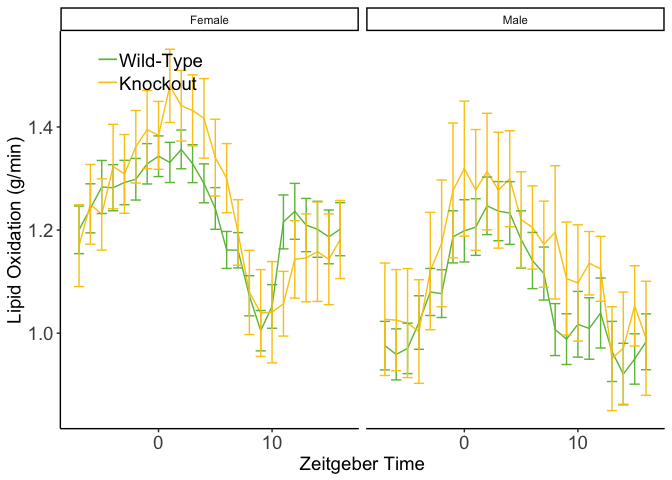 Female
Male
Wild-Type
Knockout
1.4
1.2
1.0
Lipid Oxidation (g/min)
0
10
0
10
Zeitgeber Time